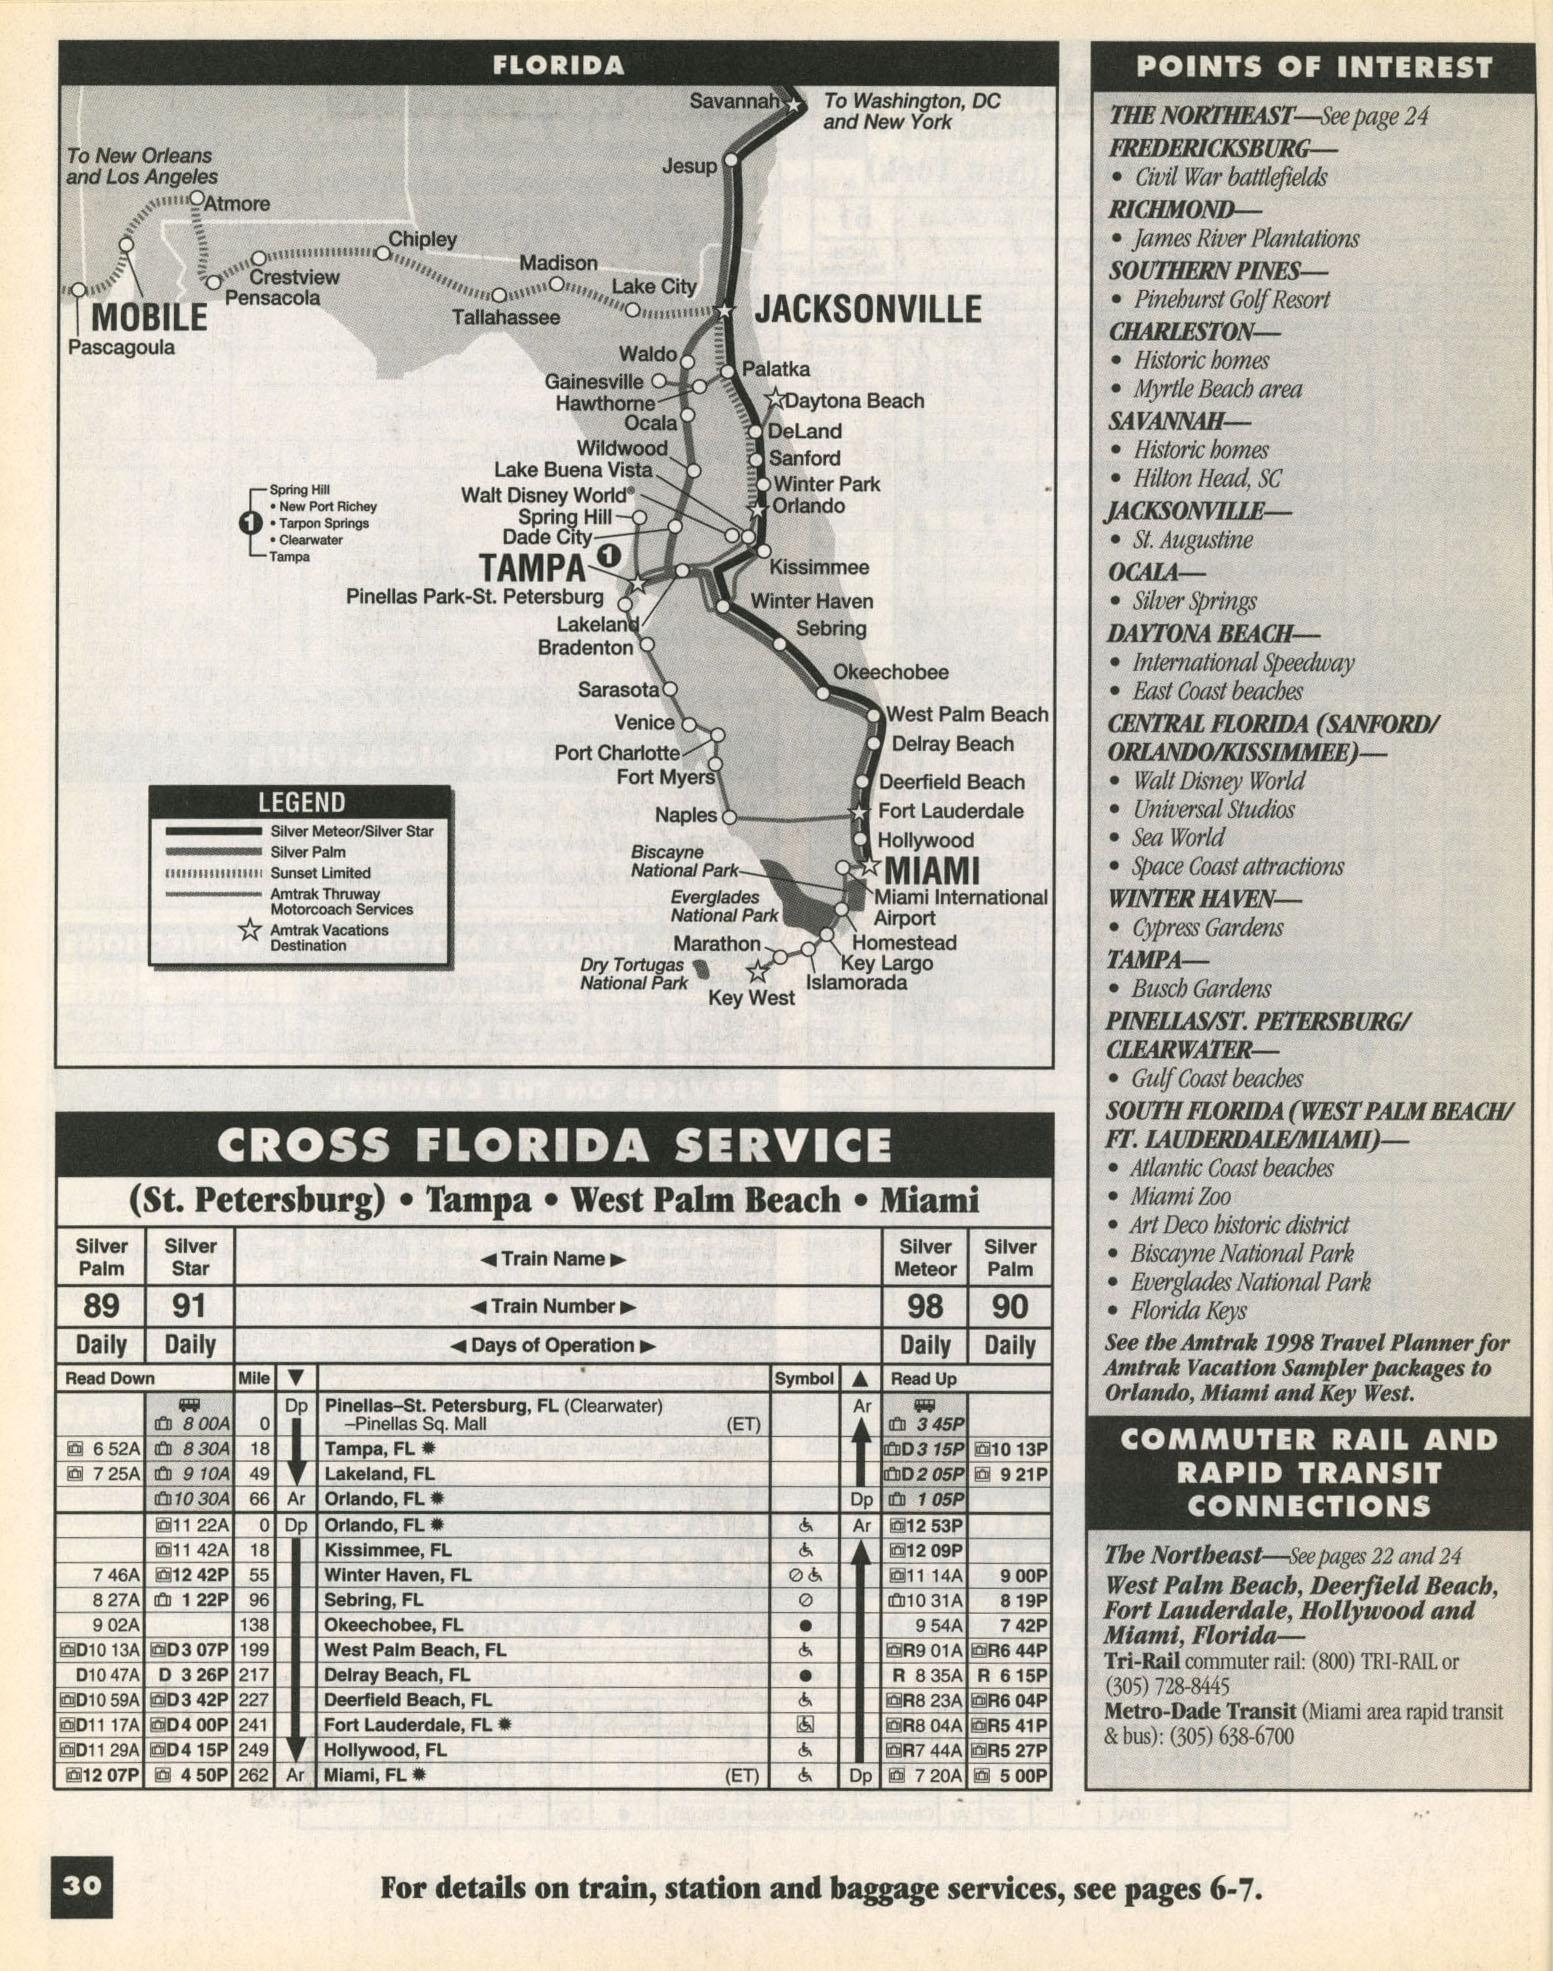 FLORIDA
Savannah
To Washington, DC
and New York
Jesup
To New Orleans
and Los Angeles
Atmore
Chipley
Crestview
Pensacola
Madison
Lake City
Tallahassee
MOBILE
Pascagoula
JACKSONVILLE
Waldo
Palatka
Gainesville
Hawthorne
Daytona Beach
Ocala
DeLand
Wildwood
Sanford
Lake Buena Vista
Winter Park
Walt Disney World®
Orlando
Spring Hill
Dade City
TAMPA
1
Kissimmee
Pinellas Park-St. Petersburg
Winter Haven
Lakeland
Sebring
Bradenton
Okeechobee
Sarasota
West Palm Beach
Venice
Delray Beach
Port Charlotte
Fort Myers
Deerfield Beach
Naples
Fort Lauderdale
Hollywood
Biscayne
National Park
MIAMI
Everglades
National Park
Miami International
Airport
Marathon
Homestead
Key Largo
Dry Tortugas
National Park
Islamorada
Key West
1
Spring Hill
• New Port Richey
• Tarpon Springs
• Clearwater
Tampa
LEGEND
Silver Meteor/Silver Star
Silver Palm
Sunset Limited
Amtrak Thruway
Motorcoach Services
Amtrak Vacations
Destination
CROSS FLORIDA SERVICE
(St. Petersburg) • Tampa • West Palm Beach • Miami
Silver Palm Silver Star ◄ Train Name ► Silver Meteor Silver Palm
89 91 ◄ Train Number ► 98 90
Daily Daily ◄ Days of Operation ► Daily Daily
Read Down Mile ▼ Symbol ▲ Read Up
Dp Pinellas–St. Petersburg, FL (Clearwater) Ar
8 00A 0 –Pinellas Sq. Mall (ET) 3 45P
6 52A 8 30A 18 Tampa, FL ✹ D3 15P 10 13P
7 25A 9 10A 49 Lakeland, FL D2 05P 9 21P
10 30A 66 Ar Orlando, FL ✹ Dp 1 05P
11 22A 0 Dp Orlando, FL ✹ Ar 12 53P
11 42A 18 Kissimmee, FL 12 09P
7 46A 12 42P 55 Winter Haven, FL 11 14A 9 00P
8 27A 1 22P 96 Sebring, FL 10 31A 8 19P
9 02A 138 Okeechobee, FL ● 9 54A 7 42P
D10 13A D3 07P 199 West Palm Beach, FL R9 01A R6 44P
D10 47A D 3 26P 217 Delray Beach, FL ● R 8 35A R 6 15P
D10 59A D3 42P 227 Deerfield Beach, FL R8 23A R6 04P
D11 17A D4 00P 241 Fort Lauderdale, FL ✹ R8 04A R5 41P
D11 29A D4 15P 249 Hollywood, FL R7 44A R5 27P
12 07P 4 50P 262 Ar Miami, FL ✹ (ET) Dp 7 20A 5 00P
POINTS OF INTEREST
THE NORTHEAST—See page 24
FREDERICKSBURG—
• Civil War battlefields
RICHMOND—
• James River Plantations
SOUTHERN PINES—
• Pinehurst Golf Resort
CHARLESTON—
• Historic homes
• Myrtle Beach area
SAVANNAH—
• Historic homes
• Hilton Head, SC
JACKSONVILLE—
• St. Augustine
OCALA—
• Silver Springs
DAYTONA BEACH—
• International Speedway
• East Coast beaches
CENTRAL FLORIDA (SANFORD/
ORLANDO/KISSIMMEE)—
• Walt Disney World
• Universal Studios
• Sea World
• Space Coast attractions
WINTER HAVEN—
• Cypress Gardens
TAMPA—
• Busch Gardens
PINELLAS/ST. PETERSBURG/
CLEARWATER—
• Gulf Coast beaches
SOUTH FLORIDA (WEST PALM BEACH/
FT. LAUDERDALE/MIAMI)—
• Atlantic Coast beaches
• Miami Zoo
• Art Deco historic district
• Biscayne National Park
• Everglades National Park
• Florida Keys
See the Amtrak 1998 Travel Planner for
Amtrak Vacation Sampler packages to
Orlando, Miami and Key West.
COMMUTER RAIL AND
RAPID TRANSIT
CONNECTIONS
The Northeast—See pages 22 and 24
West Palm Beach, Deerfield Beach,
Fort Lauderdale, Hollywood and
Miami, Florida—
Tri-Rail commuter rail: (800) TRI-RAIL or
(305) 728-8445
Metro-Dade Transit (Miami area rapid transit
& bus): (305) 638-6700
30
For details on train, station and baggage services, see pages 6-7.